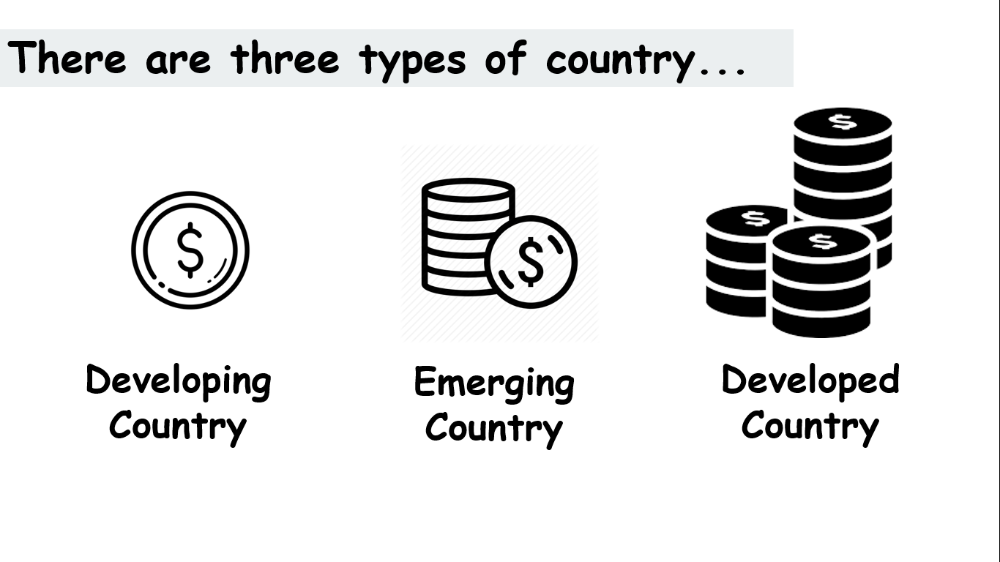 There are three types of country...
$
$
$
$
$
Developing
Country
Emerging
Country
Developed
Country